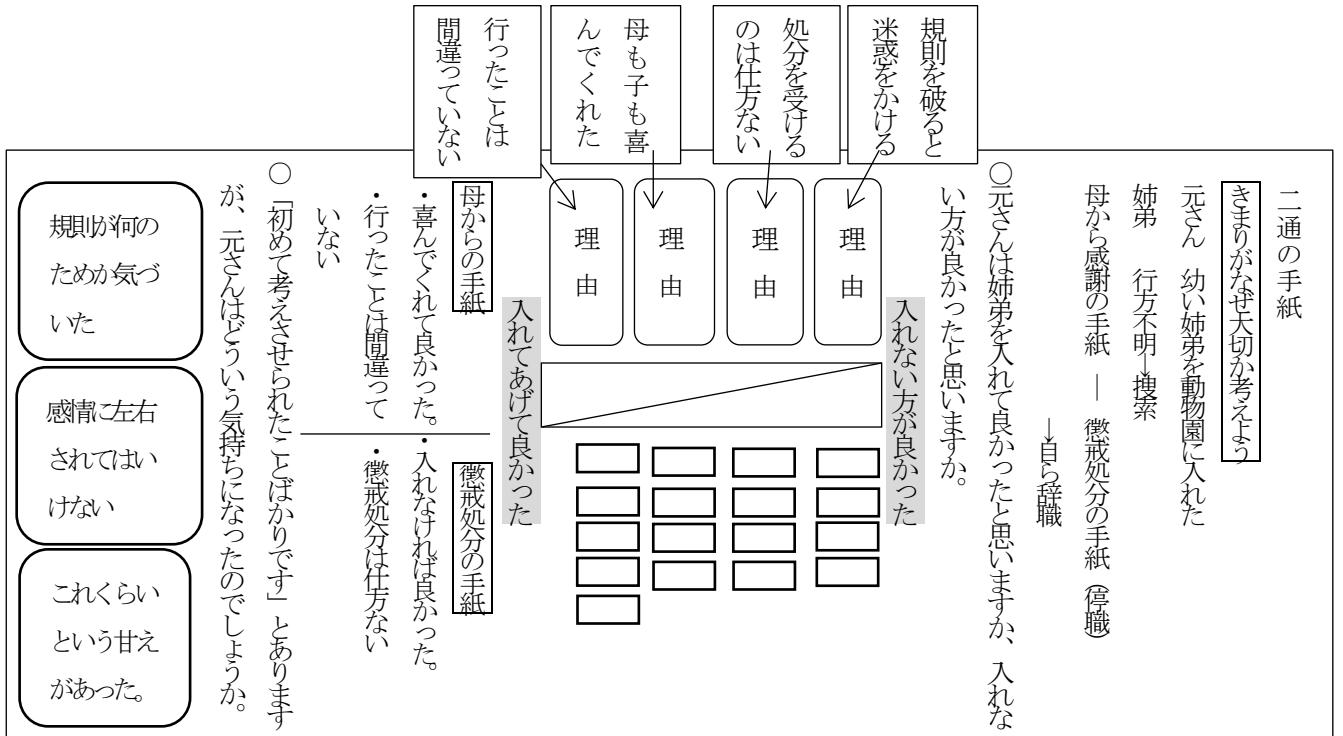 二通の手紙
きまりがなぜ大切か考えよう
元さん　幼い姉弟を動物園に入れた
姉弟　　行方不明→捜索
母から感謝の手紙　―　懲戒処分の手紙（停職）
→自ら辞職
○元さんは姉弟を入れて良かったと思いますか、入れな
い方が良かったと思いますか。
入れない方が良かった
規則を破ると
迷惑をかける
処分を受ける
のは仕方ない
母も子も喜
んでくれた
行ったことは
間違っていない
理由
理由
理由
理由
入れてあげて良かった
母からの手紙
・喜んでくれて良かった。
・行ったことは間違って
いない
懲戒処分の手紙
・入れなければ良かった。
・懲戒処分は仕方ない
○「初めて考えさせられたことばかりです」とあります
が、元さんはどういう気持ちになったのでしょうか。
規則が何の
ためか気づ
いた
感情に左右
されてはい
けない
これくらい
という甘え
があった。